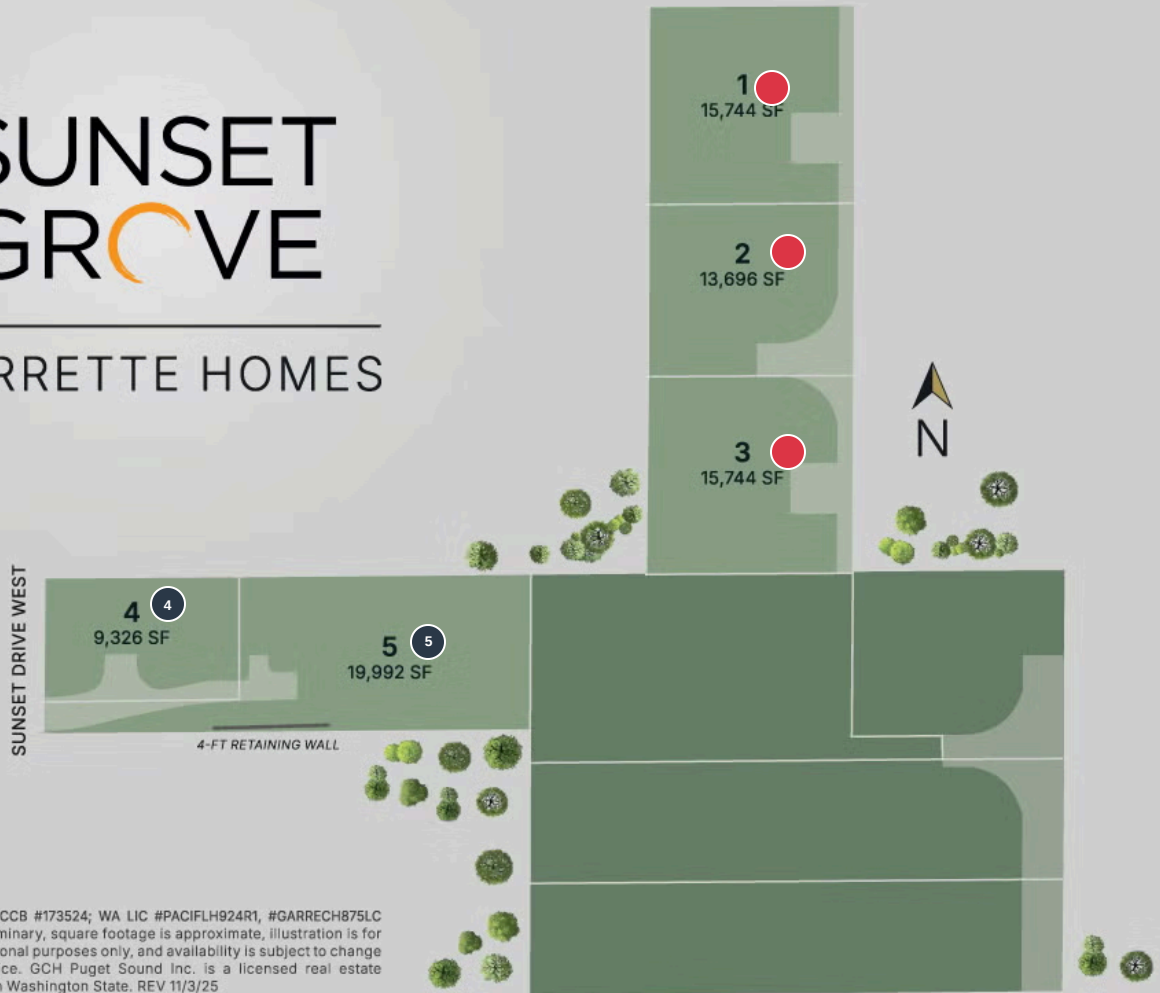 SUNSET
GROVE
RRETTE HOMES
1
15,744 SF
2
13,696 SF
3
15,744 SF
N
SUNSET DRIVE WEST
4 4
9,326 SF
5 5
19,992 SF
4-FT RETAINING WALL
CCB #173524; WA LIC #PACIFLH924R1, #GARRECH875LC
minary, square footage is approximate, illustration is for
onal purposes only, and availability is subject to change
ce. GCH Puget Sound Inc. is a licensed real estate
n Washington State. REV 11/3/25